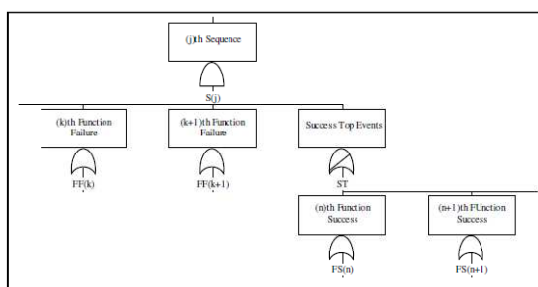 (j)th Sequence
S(j)
(k)th Function
Failure
(k+1)th Function
Failure
Success Top Events
FF(k)
FF(k+1)
ST
(n)th Function
Success
(n+1)th FUnction
Success
FS(n)
FS(n+1)